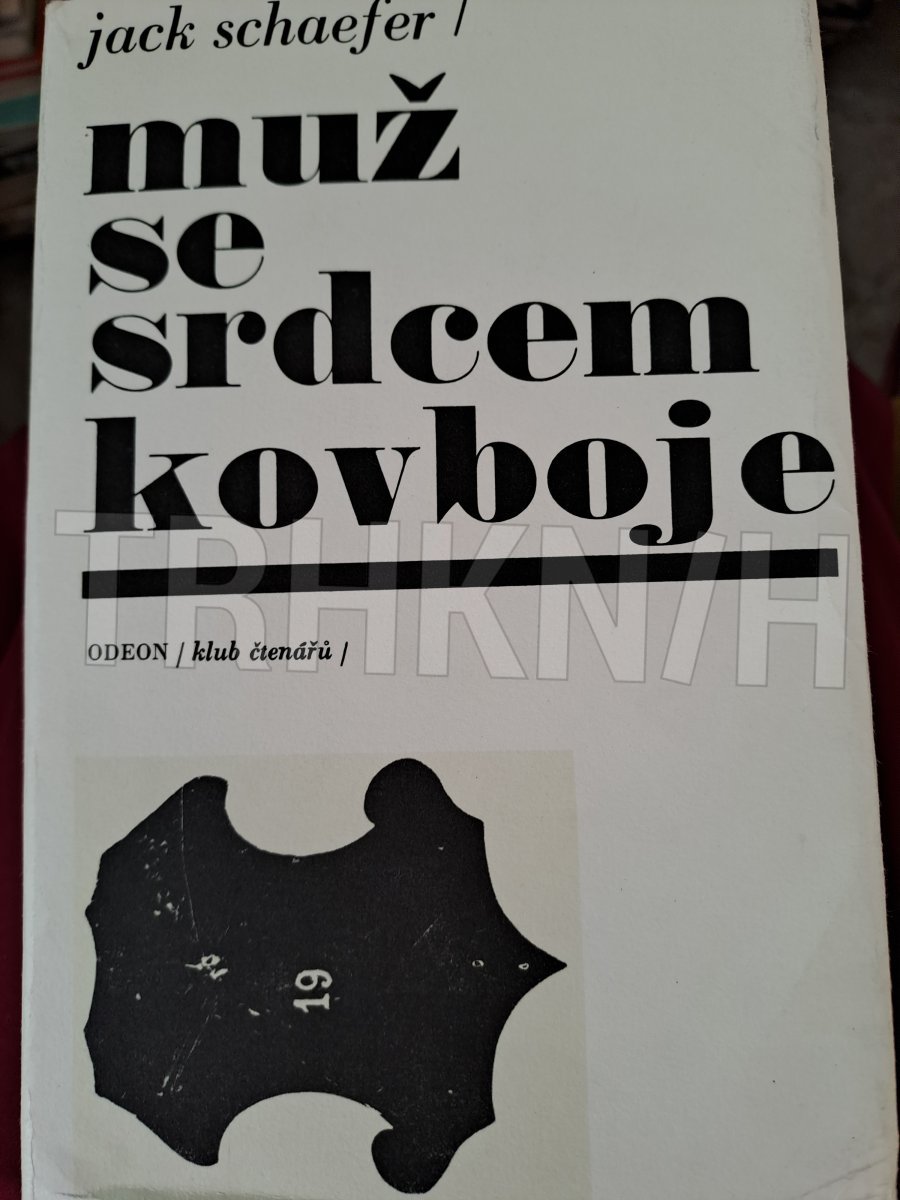 jack schaefer /
muž
se
srdcem
kovboje
TRHKNIH
ODEON / klub čtenářů /
19